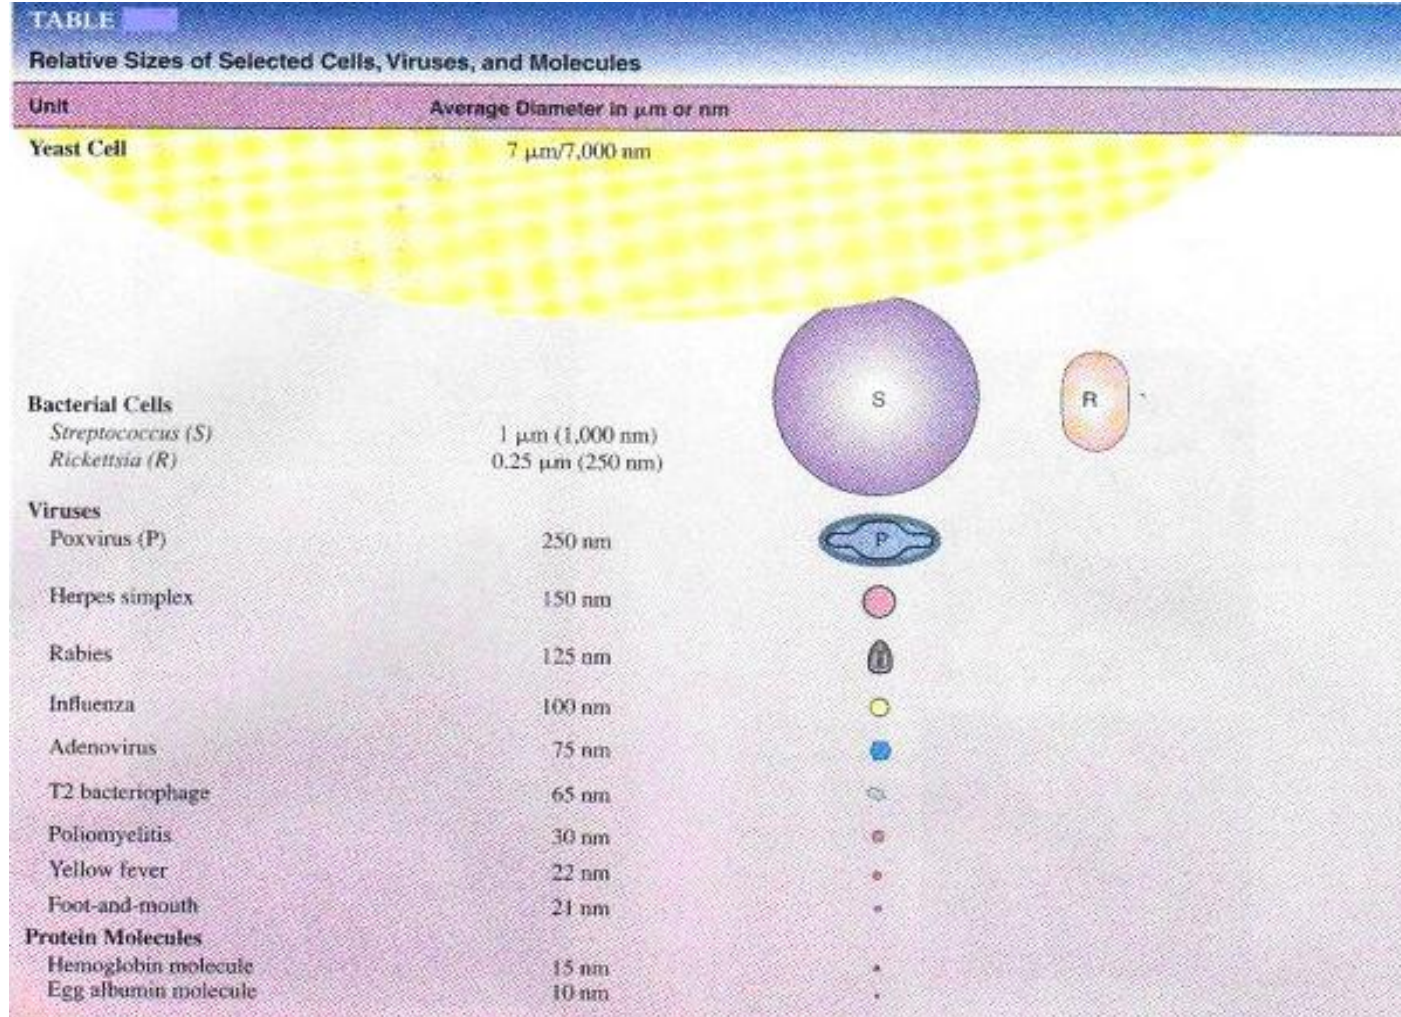 TABLE
Relative Sizes of Selected Cells, Viruses, and Molecules
Unit Average Diameter in μm or nm
Yeast Cell 7 μm/7,000 nm
S
R
Bacterial Cells
Streptococcus (S) 1 μm (1,000 nm)
Rickettsia (R) 0.25 μm (250 nm)
Viruses
Poxvirus (P) 250 nm P
Herpes simplex 150 nm
Rabies 125 nm
Influenza 100 nm
Adenovirus 75 nm
T2 bacteriophage 65 nm
Poliomyelitis 30 nm
Yellow fever 22 nm
Foot-and-mouth 21 nm
Protein Molecules
Hemoglobin molecule 15 nm
Egg albumin molecule 10 nm